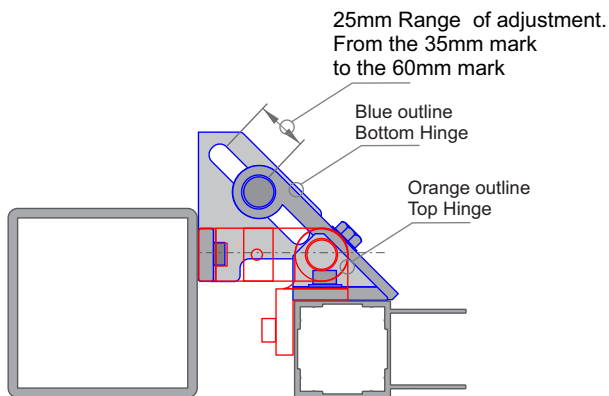 25mm Range of adjustment.
From the 35mm mark
to the 60mm mark
Blue outline
Bottom Hinge
Orange outline
Top Hinge